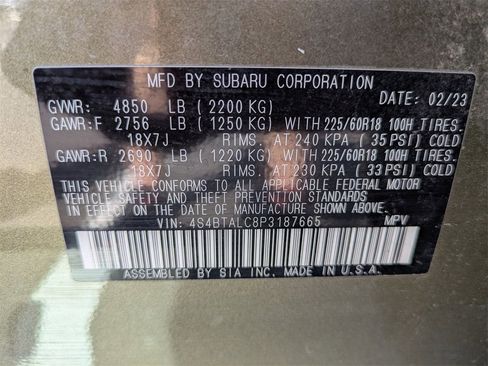 MFD BY SUBARU CORPORATION
DATE: 02/23
GVWR: 4850 LB (2200 KG)
GAWR:F 2756 LB (1250 KG) WITH 225/60R18 100H TIRES.
18X7J RIMS. AT 240 KPA (35 PSI) COLD
GAWR:R 2690 LB (1220 KG) WITH 225/60R18 100H TIRES.
18X7J RIMS. AT 230 KPA (33 PSI) COLD
THIS VEHICLE CONFORMS TO ALL APPLICABLE FEDERAL MOTOR
VEHICLE SAFETY AND THEFT PREVENTION STANDARDS
IN EFFECT ON THE DATE OF MANUFACTURE SHOWN ABOVE.
VIN: 4S4BTALC8P3187665 MPV
ASSEMBLED BY SIA INC. MADE IN U.S.A.